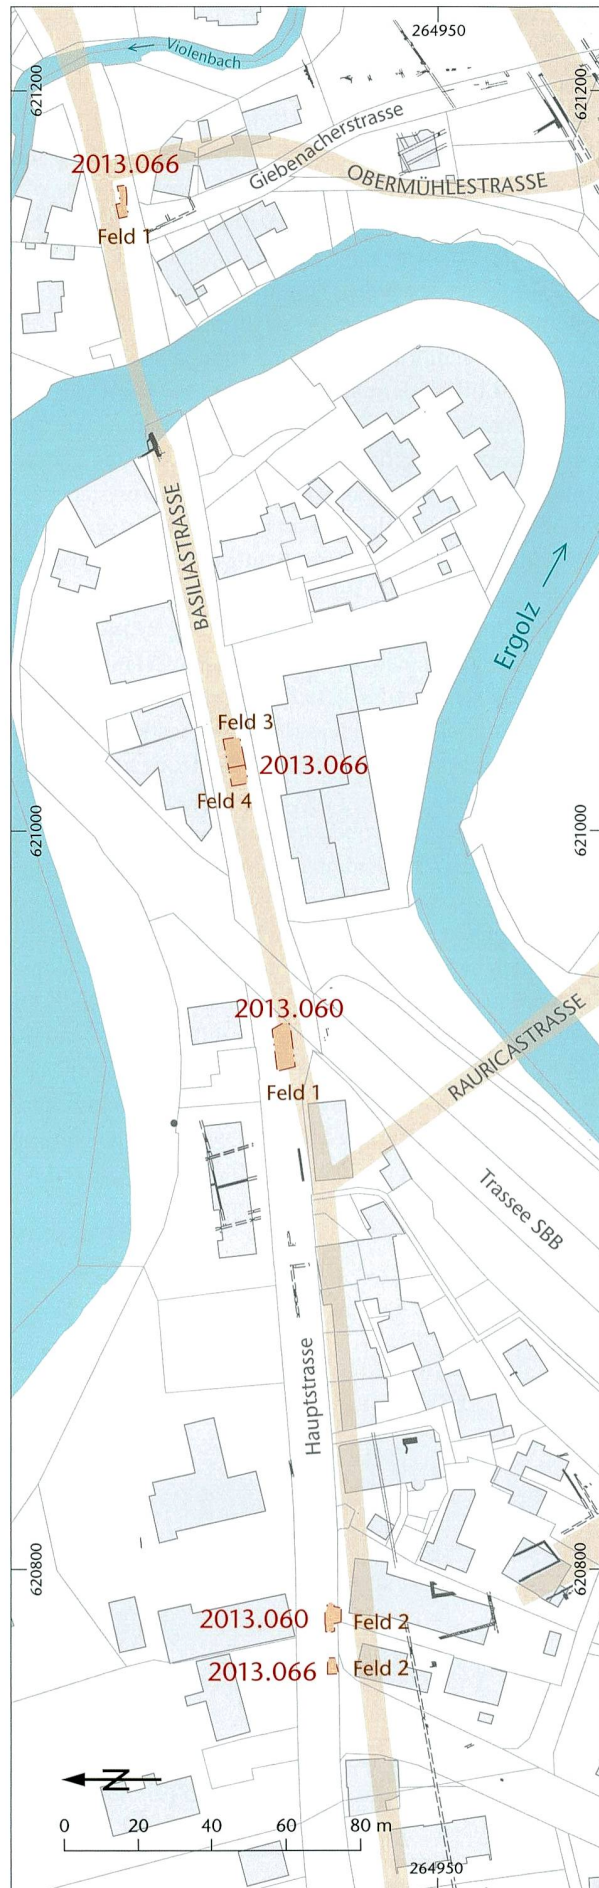 264950
Violenbach
621200
621200
Giebenacherstrasse
2013.066
OBERMÜHLESTRASSE
Feld 1
BASILIASTRASSE
Ergolz
Feld 3
2013.066
Feld 4
621000
621000
2013.060
RAURICASTRASSE
Feld 1
Trassee SBB
Hauptstrasse
620800
620800
2013.060
Feld 2
2013.066
Feld 2
N
0 20 40 60 80 m
264950